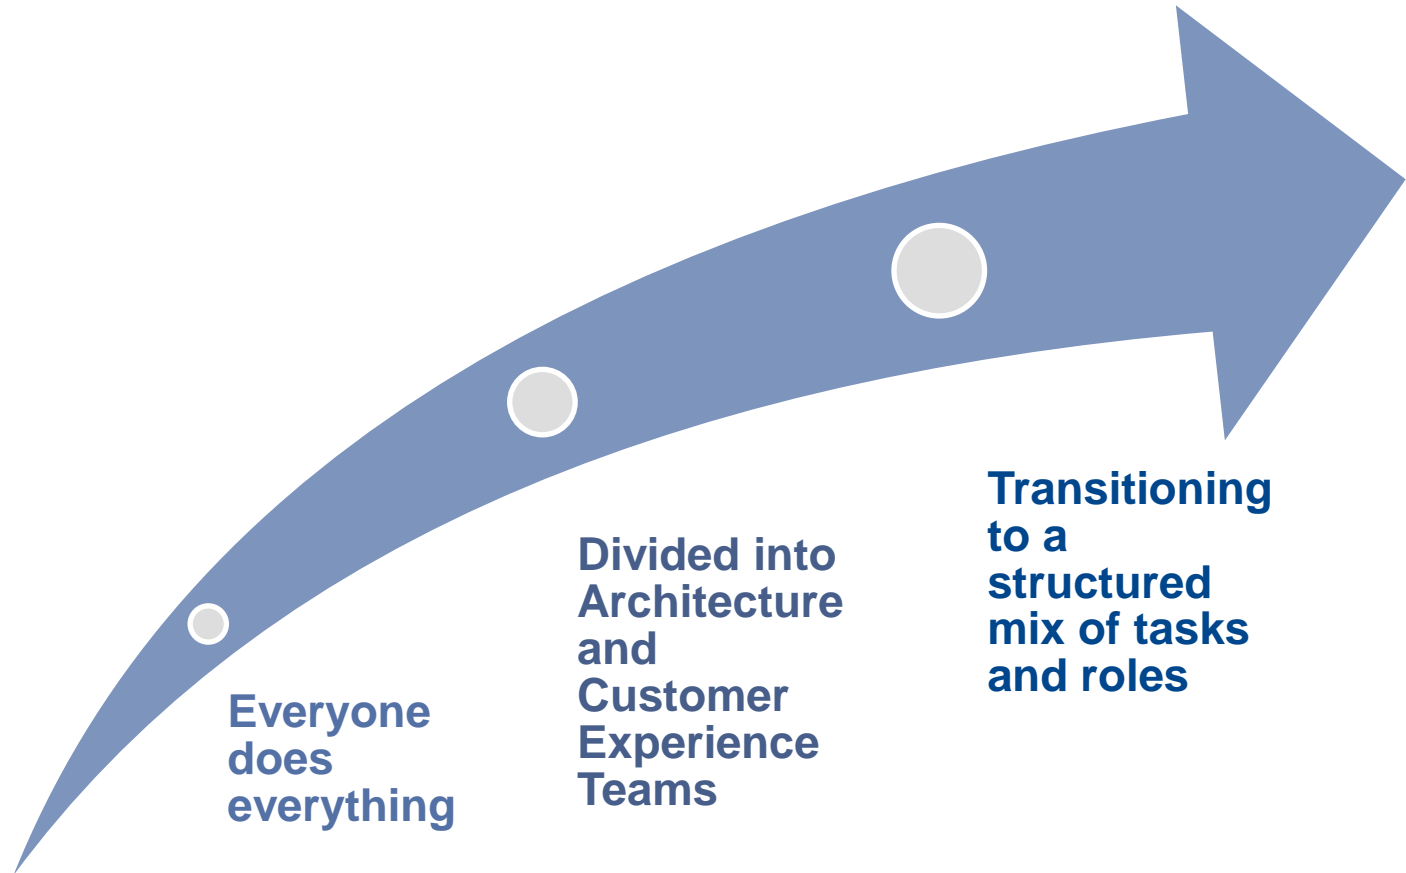 Everyone
does
everything
Divided into
Architecture
and
Customer
Experience
Teams
Transitioning
to a
structured
mix of tasks
and roles